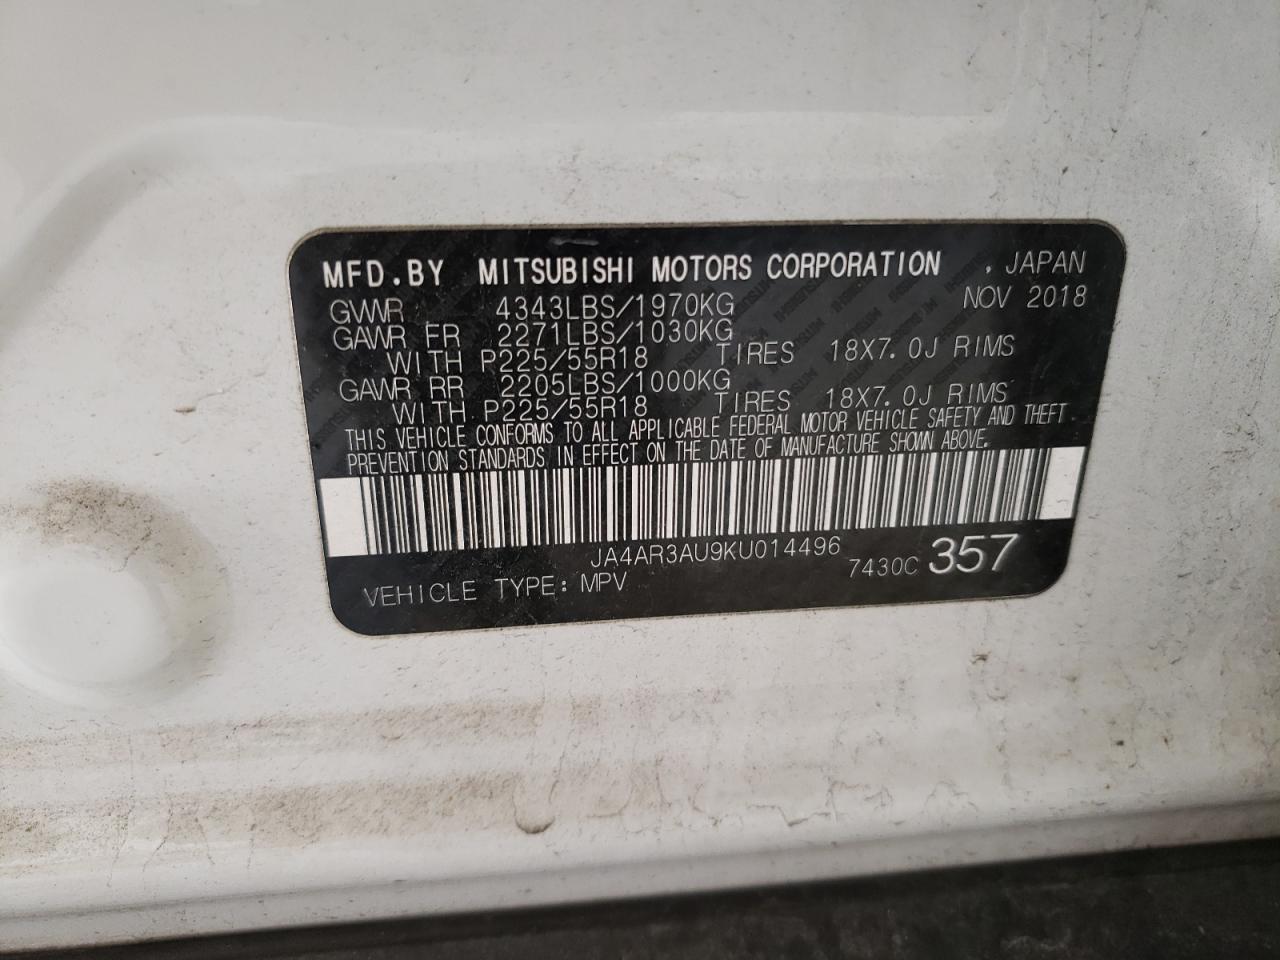 MFD.BY MITSUBISHI MOTORS CORPORATION . JAPAN
GVWR 4343LBS/1970KG NOV 2018
GAWR FR 2271LBS/1030KG
WITH P225/55R18 TIRES 18X7.0J RIMS
GAWR RR 2205LBS/1000KG
WITH P225/55R18 TIRES 18X7.0J RIMS
THIS VEHICLE CONFORMS TO ALL APPLICABLE FEDERAL MOTOR VEHICLE SAFETY AND THEFT
PREVENTION STANDARDS IN EFFECT ON THE DATE OF MANUFACTURE SHOWN ABOVE.
JA4AR3AU9KU014496
7430C 357
VEHICLE TYPE: MPV